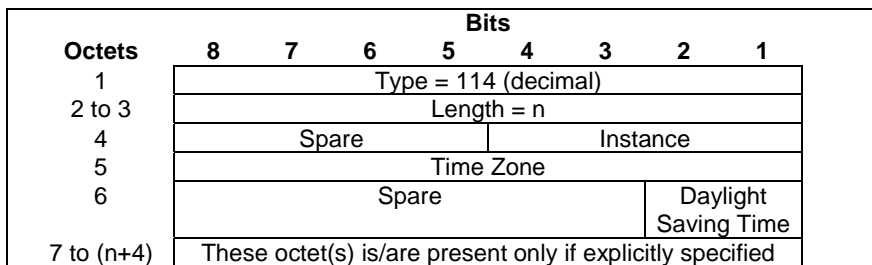 Bits
Octets 8 7 6 5 4 3 2 1
1 Type = 114 (decimal)
2 to 3 Length = n
4 Spare Instance
5 Time Zone
6 Spare Daylight
Saving Time
7 to (n+4) These octet(s) is/are present only if explicitly specified